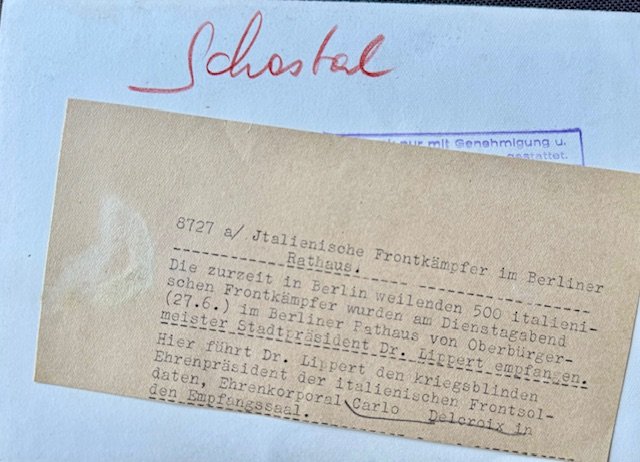 Schostal
nur mit Genehmigung u.
gestattet.
8727 a/ Jtalienische Frontkämpfer im Berliner
Rathaus.
Die zurzeit in Berlin weilenden 500 italieni-
schen Frontkämpfer wurden am Dienstagabend
(27.6.) im Berliner Rathaus von Oberbürger-
meister Stadtpräsident Dr. Lippert empfangen.
Hier führt Dr. Lippert den kriegsblinden
Ehrenpräsident der italienischen Frontsol-
daten, Ehrenkorporal Carlo Delcroix in
den Empfangssaal.